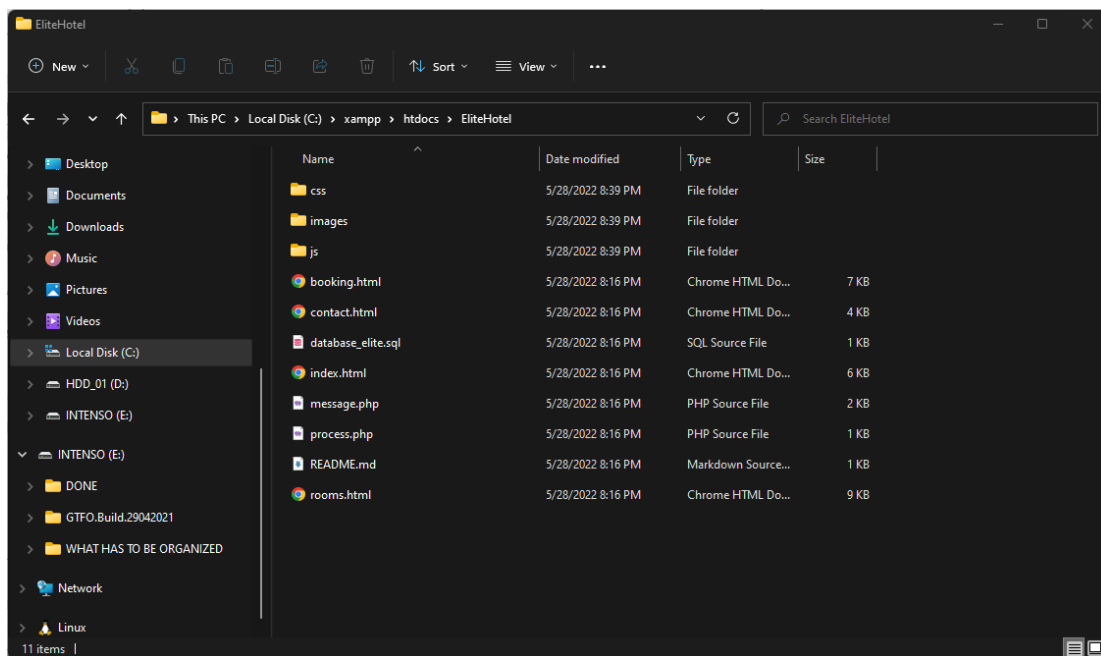 EliteHotel
New Sort View
This PC > Local Disk (C:) > xampp > htdocs > EliteHotel Search EliteHotel
Name Date modified Type Size
Desktop
Documents
Downloads
Music
Pictures
Videos
Local Disk (C:)
HDD_01 (D:)
INTENSO (E:)
INTENSO (E:)
DONE
GTFO.Build.29042021
WHAT HAS TO BE ORGANIZED
Network
Linux
css 5/28/2022 8:39 PM File folder
images 5/28/2022 8:39 PM File folder
js 5/28/2022 8:39 PM File folder
booking.html 5/28/2022 8:16 PM Chrome HTML Do... 7 KB
contact.html 5/28/2022 8:16 PM Chrome HTML Do... 4 KB
database_elite.sql 5/28/2022 8:16 PM SQL Source File 1 KB
index.html 5/28/2022 8:16 PM Chrome HTML Do... 6 KB
message.php 5/28/2022 8:16 PM PHP Source File 2 KB
process.php 5/28/2022 8:16 PM PHP Source File 1 KB
README.md 5/28/2022 8:16 PM Markdown Source... 1 KB
rooms.html 5/28/2022 8:16 PM Chrome HTML Do... 9 KB
11 items